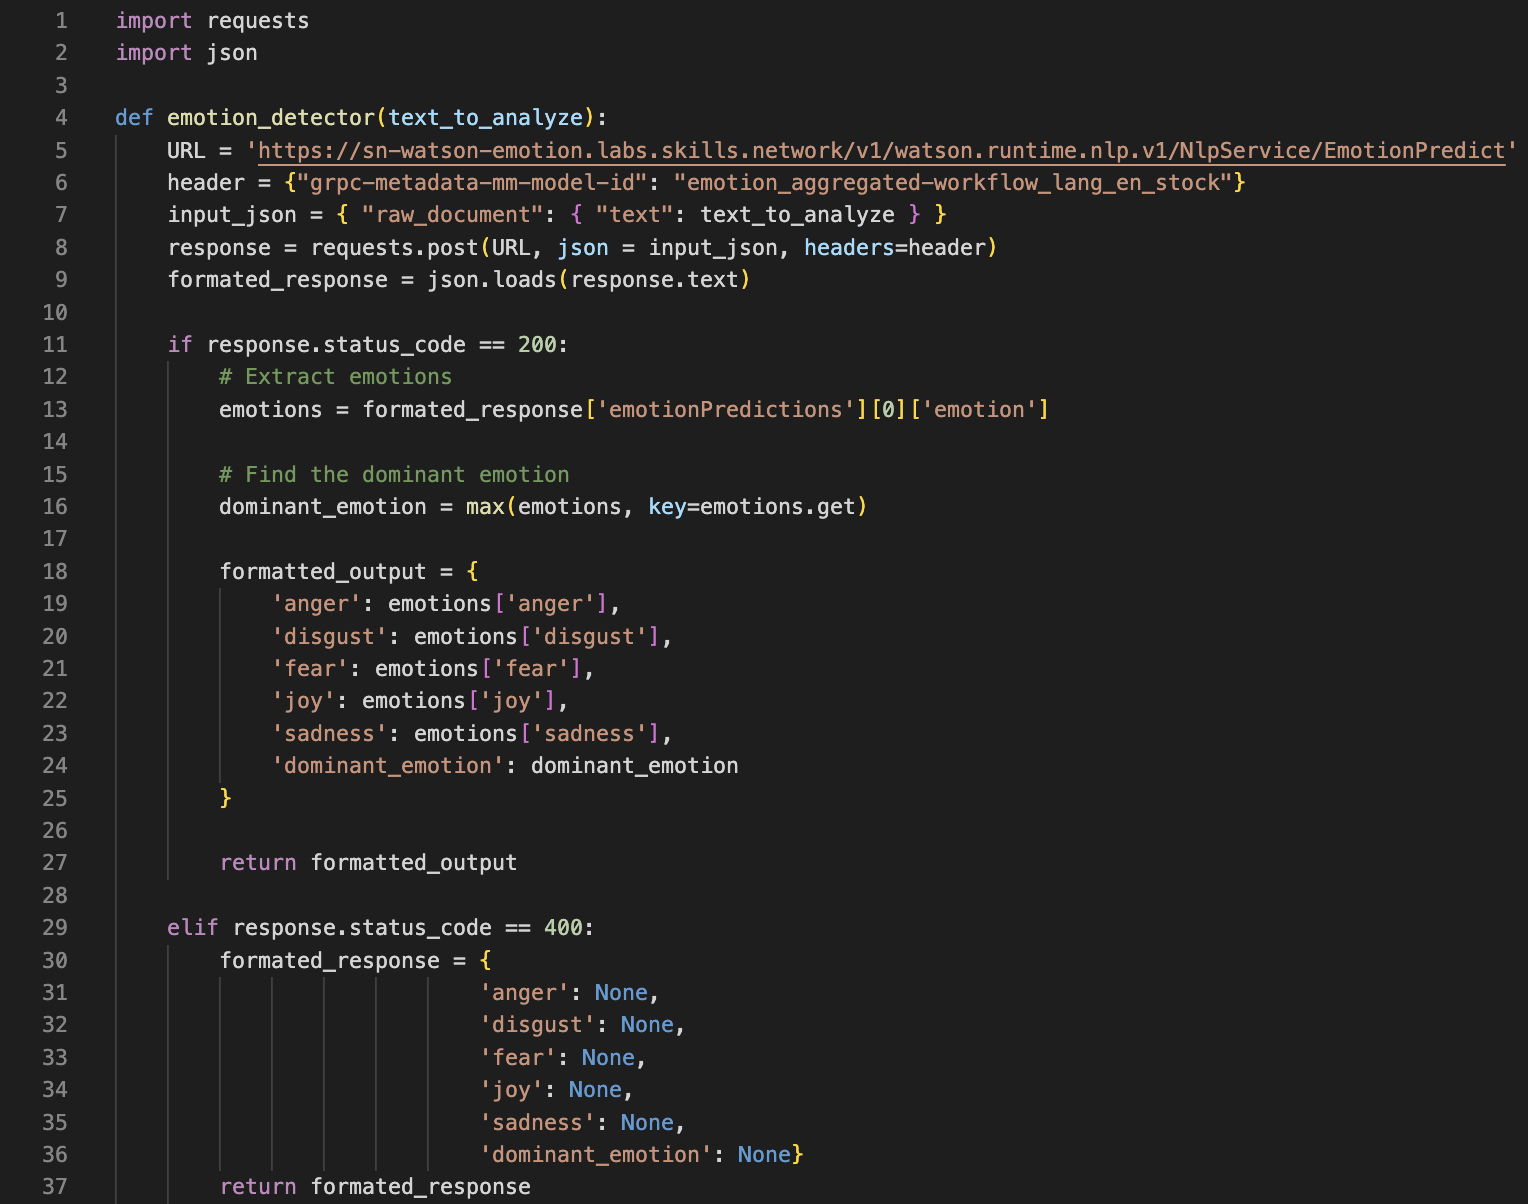 1 import requests
2 import json
3
4 def emotion_detector(text_to_analyze):
5     URL = 'https://sn-watson-emotion.labs.skills.network/v1/watson.runtime.nlp.v1/NlpService/EmotionPredict'
6     header = {"grpc-metadata-mm-model-id": "emotion_aggregated-workflow_lang_en_stock"}
7     input_json = { "raw_document": { "text": text_to_analyze } }
8     response = requests.post(URL, json = input_json, headers=header)
9     formated_response = json.loads(response.text)
10
11     if response.status_code == 200:
12         # Extract emotions
13         emotions = formated_response['emotionPredictions'][0]['emotion']
14
15         # Find the dominant emotion
16         dominant_emotion = max(emotions, key=emotions.get)
17
18         formatted_output = {
19             'anger': emotions['anger'],
20             'disgust': emotions['disgust'],
21             'fear': emotions['fear'],
22             'joy': emotions['joy'],
23             'sadness': emotions['sadness'],
24             'dominant_emotion': dominant_emotion
25         }
26
27         return formatted_output
28
29     elif response.status_code == 400:
30         formated_response = {
31                             'anger': None,
32                             'disgust': None,
33                             'fear': None,
34                             'joy': None,
35                             'sadness': None,
36                             'dominant_emotion': None}
37         return formated_response